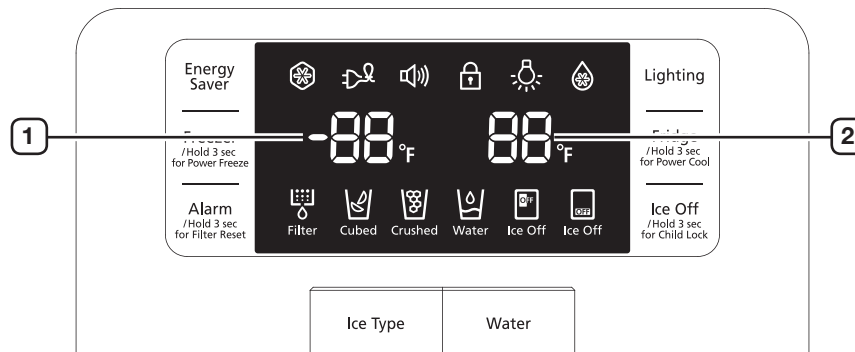 Energy
Saver
Lighting
1
/Hold 3 sec
for Power Freeze
-88°F
88°F
2
/Hold 3 sec
for Power Cool
Alarm
/Hold 3 sec
for Filter Reset
Filter
Cubed
Crushed
Water
OFF
Ice Off
OFF
Ice Off
Ice Off
/Hold 3 sec
for Child Lock
Ice Type
Water